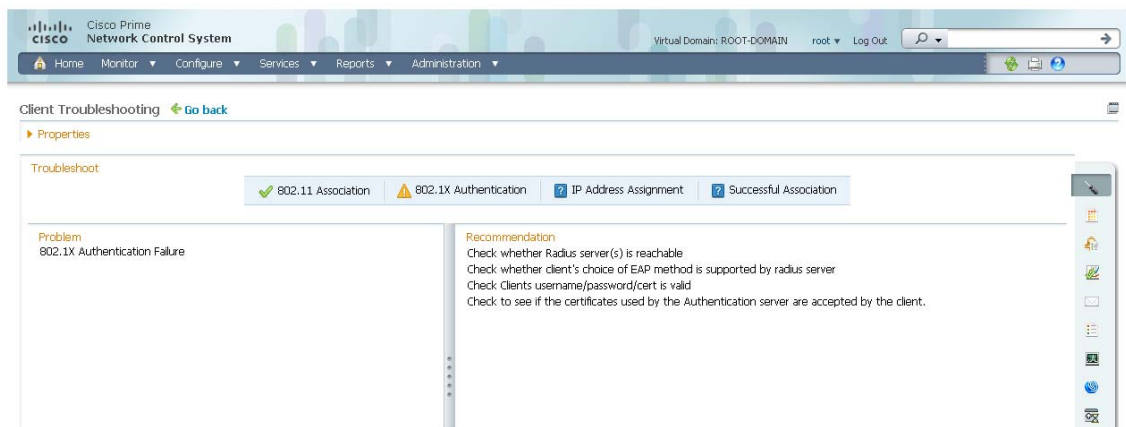 Cisco Prime
CISCO Network Control System
Virtual Domain: ROOT-DOMAIN root Log Out
Home Monitor Configure Services Reports Administration
Client Troubleshooting Go back
Properties
Troubleshoot
802.11 Association 802.1X Authentication ? IP Address Assignment ? Successful Association
Problem
802.1X Authentication Failure
Recommendation
Check whether Radius server(s) is reachable
Check whether client's choice of EAP method is supported by radius server
Check Clients username/password/cert is valid
Check to see if the certificates used by the Authentication server are accepted by the client.